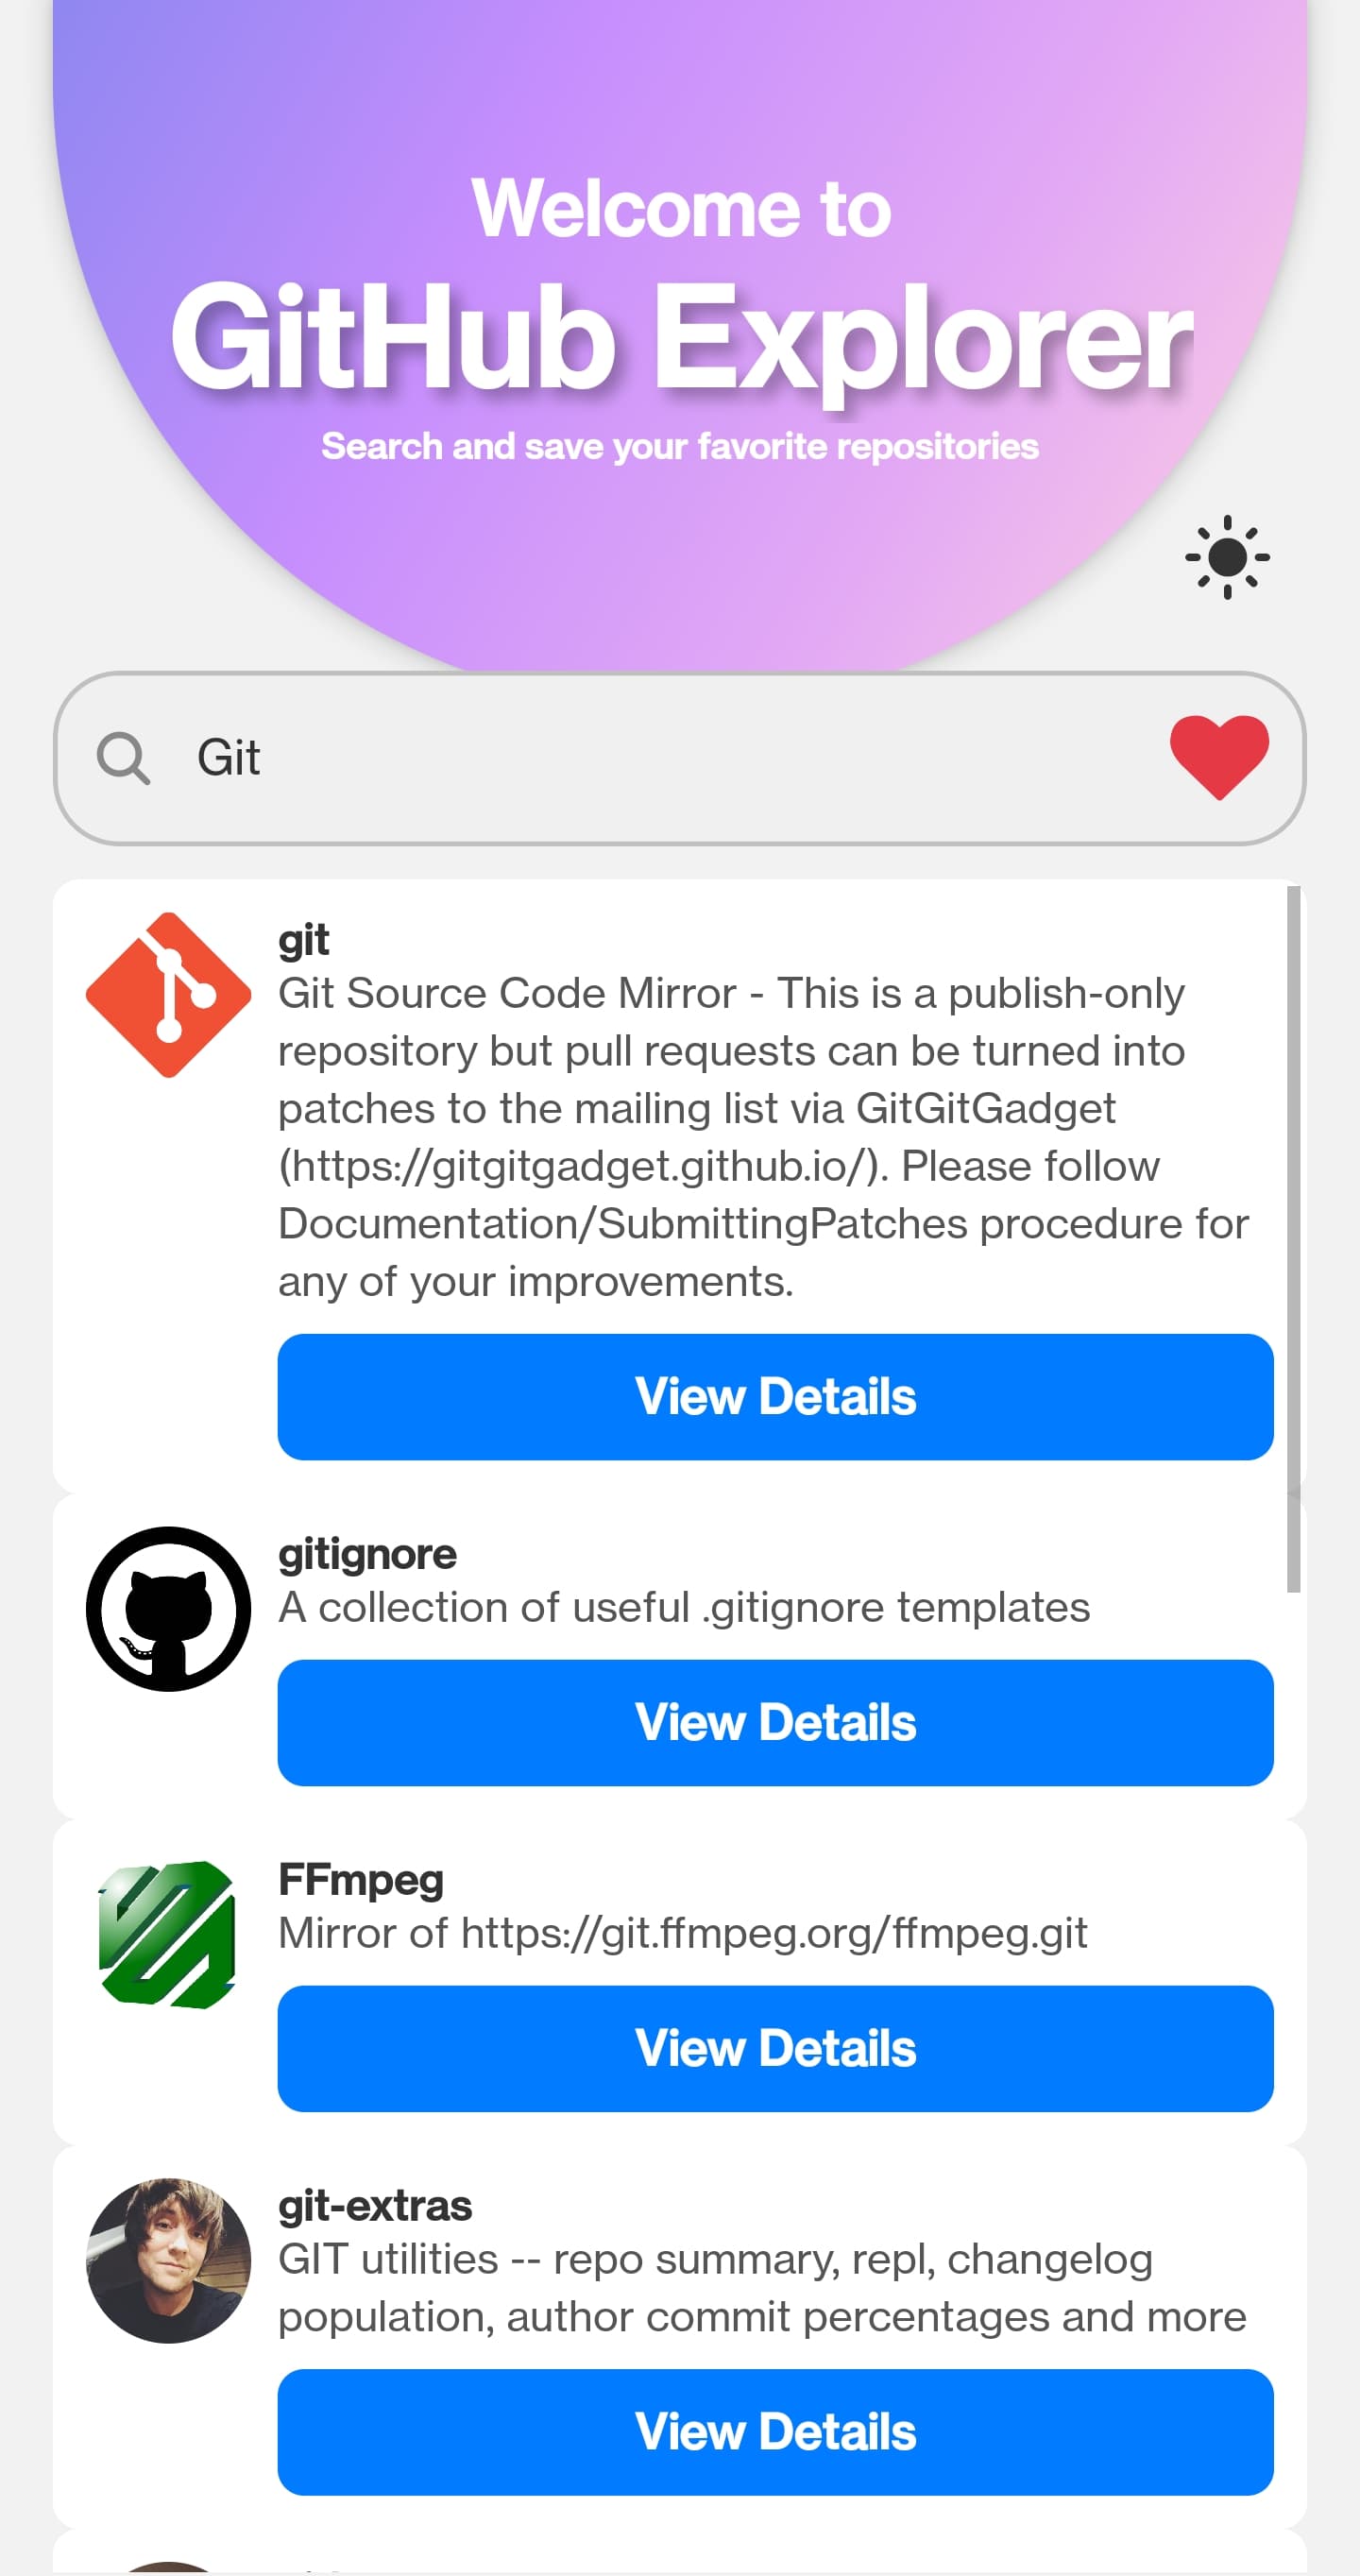 Welcome to
GitHub Explorer
Search and save your favorite repositories
Git
git
Git Source Code Mirror - This is a publish-only
repository but pull requests can be turned into
patches to the mailing list via GitGitGadget
(https://gitgitgadget.github.io/). Please follow
Documentation/SubmittingPatches procedure for
any of your improvements.
View Details
gitignore
A collection of useful .gitignore templates
View Details
FFmpeg
Mirror of https://git.ffmpeg.org/ffmpeg.git
View Details
git-extras
GIT utilities -- repo summary, repl, changelog
population, author commit percentages and more
View Details